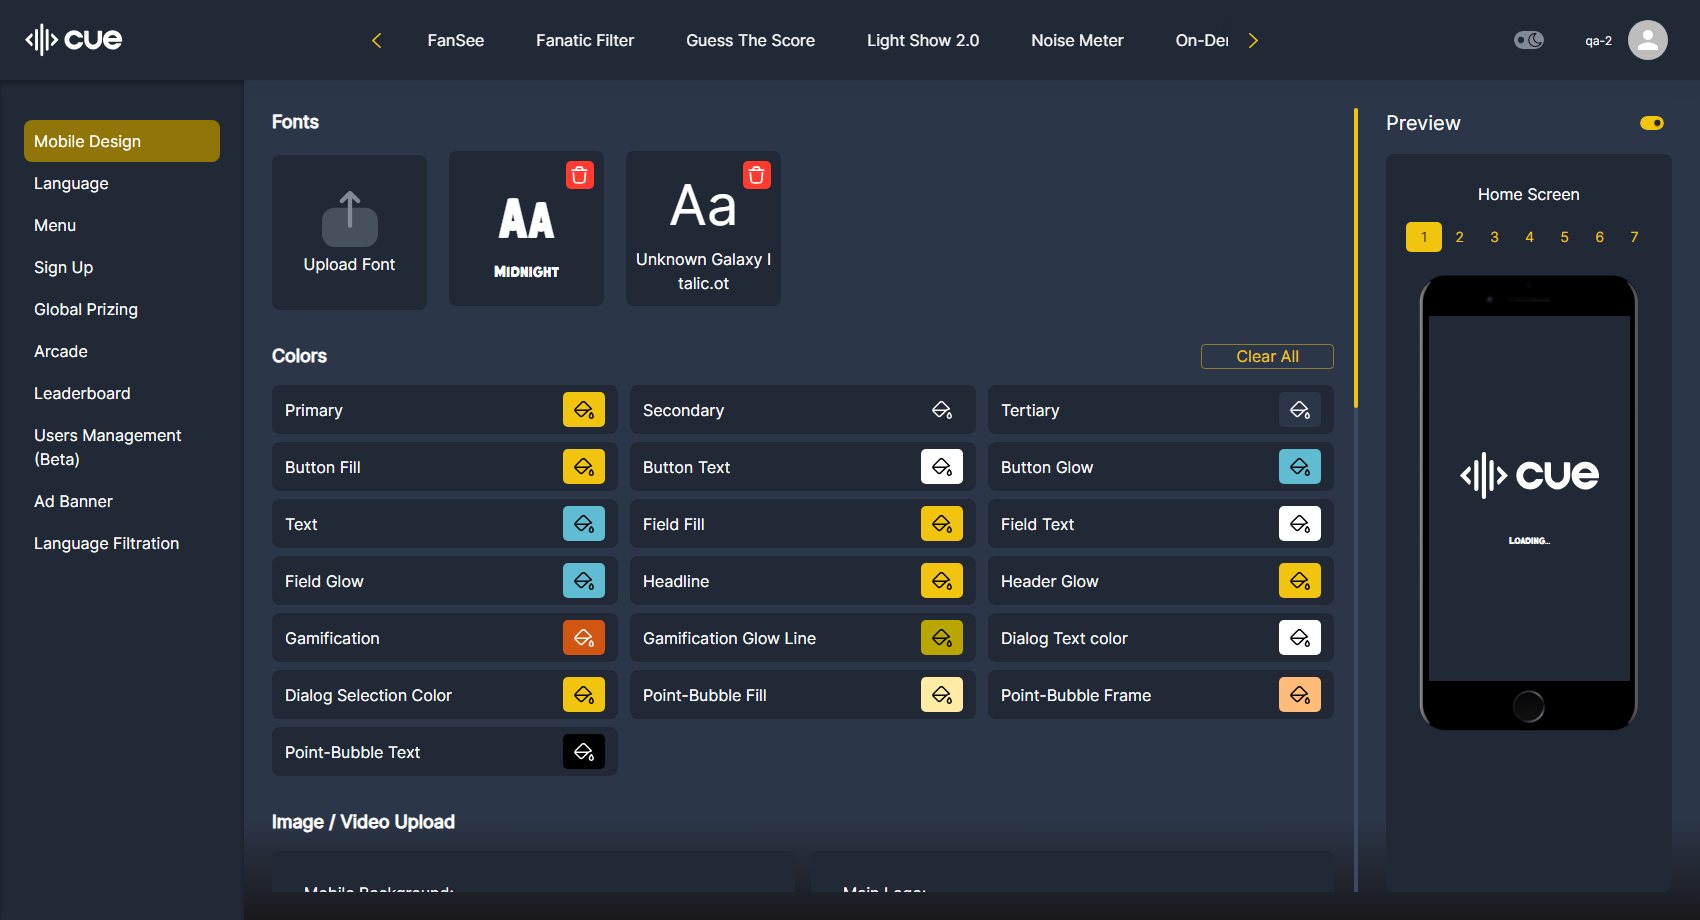 cue
FanSee
Fanatic Filter
Guess The Score
Light Show 2.0
Noise Meter
On-Der
qa-2
Mobile Design
Language
Menu
Sign Up
Global Prizing
Arcade
Leaderboard
Users Management
(Beta)
Ad Banner
Language Filtration
Fonts
Upload Font
AA
MIDNIGHT
Aa
Unknown Galaxy I
talic.ot
Colors
Clear All
Primary
Secondary
Tertiary
Button Fill
Button Text
Button Glow
Text
Field Fill
Field Text
Field Glow
Headline
Header Glow
Gamification
Gamification Glow Line
Dialog Text color
Dialog Selection Color
Point-Bubble Fill
Point-Bubble Frame
Point-Bubble Text
Image / Video Upload
Mobile Background:
Main Logo:
Preview
Home Screen
1 2 3 4 5 6 7
cue
LOADING...